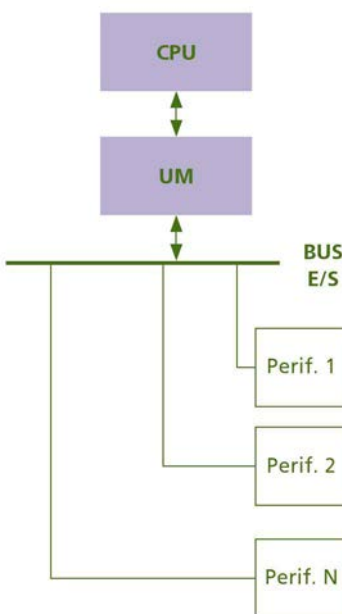 CPU
UM
BUS
E/S
Perif. 1
Perif. 2
Perif. N